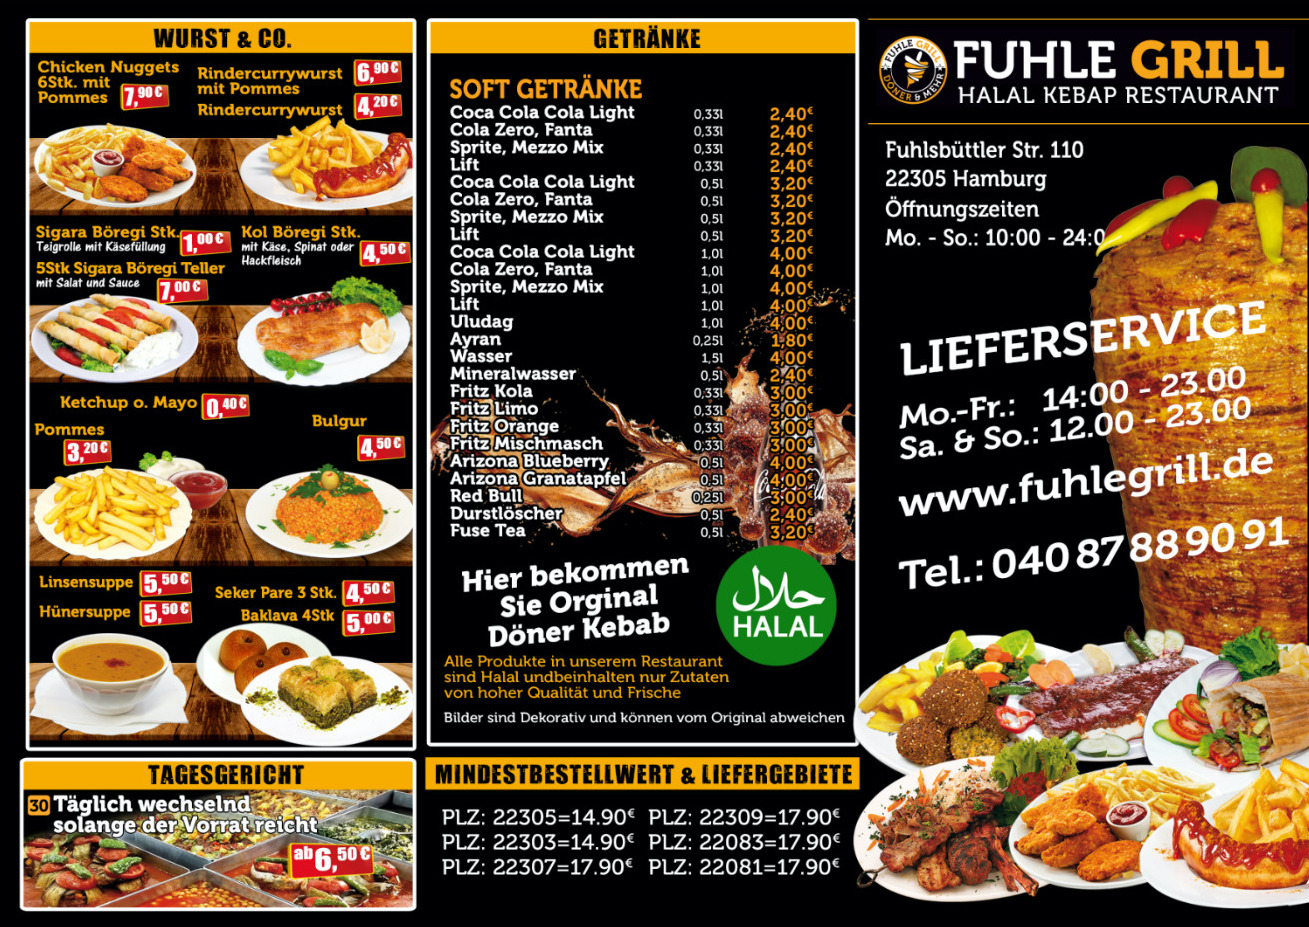 WURST & CO.
Chicken Nuggets
6Stk. mit
Pommes
7,90 €
Rindercurrywurst
mit Pommes
6,90 €
Rindercurrywurst
4,20 €
Sigara Böregi Stk.
Teigrolle mit Käsefüllung
1,00 €
Kol Böregi Stk.
mit Käse, Spinat oder
Hackfleisch
4,50 €
5Stk Sigara Böregi Teller
mit Salat und Sauce
7,00 €
Ketchup o. Mayo
0,40 €
Pommes
3,20 €
Bulgur
4,50 €
Linsensuppe
5,50 €
Hünersuppe
5,50 €
Seker Pare 3 Stk.
4,50 €
Baklava 4Stk
5,00 €
TAGESGERICHT
30 Täglich wechselnd
solange der Vorrat reicht
ab 6,50 €
GETRÄNKE
SOFT GETRÄNKE
Coca Cola Cola Light 0,33l 2,40€
Cola Zero, Fanta 0,33l 2,40€
Sprite, Mezzo Mix 0,33l 2,40€
Lift 0,33l 2,40€
Coca Cola Cola Light 0,5l 3,20€
Cola Zero, Fanta 0,5l 3,20€
Sprite, Mezzo Mix 0,5l 3,20€
Lift 0,5l 3,20€
Coca Cola Cola Light 1,0l 4,00€
Cola Zero, Fanta 1,0l 4,00€
Sprite, Mezzo Mix 1,0l 4,00€
Lift 1,0l 4,00€
Uludag 1,0l 4,00€
Ayran 0,25l 1,80€
Wasser 1,5l 4,00€
Mineralwasser 0,5l 2,40€
Fritz Kola 0,33l 3,00€
Fritz Limo 0,33l 3,00€
Fritz Orange 0,33l 3,00€
Fritz Mischmasch 0,33l 3,00€
Arizona Blueberry 0,5l 4,00€
Arizona Granatapfel 0,5l 4,00€
Red Bull 0,25l 3,00€
Durstlöscher 0,5l 2,40€
Fuse Tea 0,5l 3,20€
Hier bekommen
Sie Orginal
Döner Kebab
حلال
HALAL
Alle Produkte in unserem Restaurant
sind Halal undbeinhalten nur Zutaten
von hoher Qualität und Frische
Bilder sind Dekorativ und können vom Original abweichen
MINDESTBESTELLWERT & LIEFERGEBIETE
PLZ: 22305=14.90€ PLZ: 22309=17.90€
PLZ: 22303=14.90€ PLZ: 22083=17.90€
PLZ: 22307=17.90€ PLZ: 22081=17.90€
FUHLE GRILL
DÖNER & MEHR
FUHLE GRILL
HALAL KEBAP RESTAURANT
Fuhlsbüttler Str. 110
22305 Hamburg
Öffnungszeiten
Mo. - So.: 10:00 - 24:0
LIEFERSERVICE
Mo.-Fr.: 14:00 - 23.00
Sa. & So.: 12.00 - 23.00
www.fuhlegrill.de
Tel.: 040 87 88 90 91